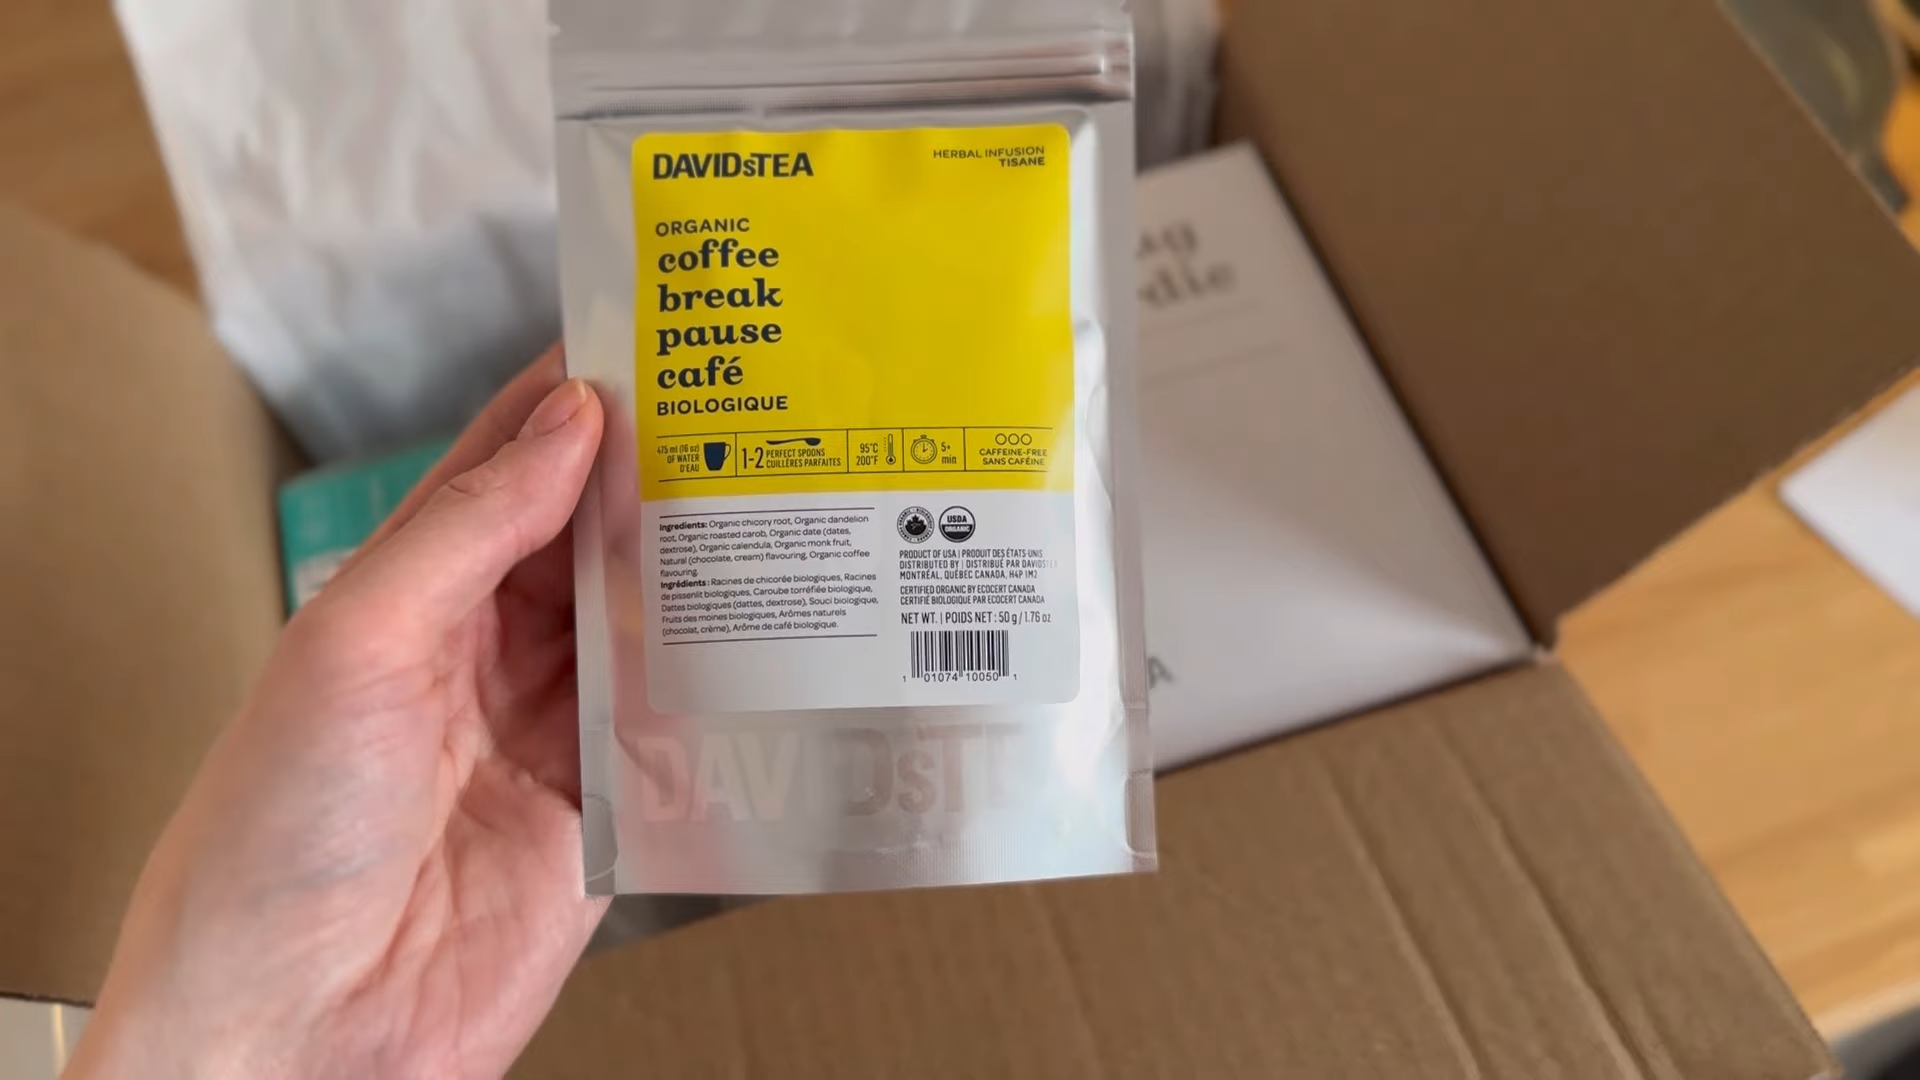 DAVIDsTEA
HERBAL INFUSION
TISANE
ORGANIC
coffee
break
pause
café
BIOLOGIQUE
475 ml (16 oz)
OF WATER
D'EAU
1-2 PERFECT SPOONS
CUILLÈRES PARFAITES
95°C
200°F
5+
min
CAFFEINE-FREE
SANS CAFÉINE
Ingredients: Organic chicory root, Organic dandelion
root, Organic roasted carob, Organic date (dates,
dextrose), Organic calendula, Organic monk fruit,
Natural (chocolate, cream) flavouring, Organic coffee
flavouring.
Ingrédients : Racines de chicorée biologiques, Racines
de pissenlit biologiques, Caroube torréfiée biologique,
Dattes biologiques (dattes, dextrose), Souci biologique,
Fruits des moines biologiques, Arômes naturels
(chocolat, crème), Arôme de café biologique.
USDA
ORGANIC
PRODUCT OF USA | PRODUIT DES ÉTATS-UNIS
DISTRIBUTED BY | DISTRIBUÉ PAR DAVIDSTEA
MONTRÉAL, QUÉBEC CANADA, H4P 1M2
CERTIFIED ORGANIC BY ECOCERT CANADA
CERTIFIÉ BIOLOGIQUE PAR ECOCERT CANADA
NET WT. | POIDS NET : 50 g / 1.76 oz
1 01074 10050 1
DAVIDsTE